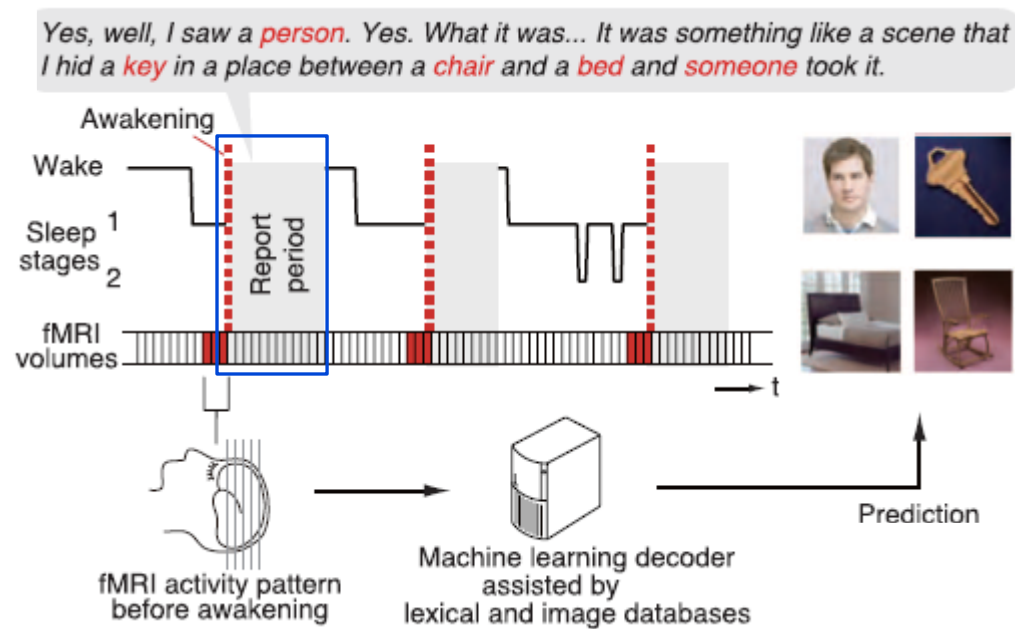 Yes, well, I saw a person. Yes. What it was... It was something like a scene that
I hid a key in a place between a chair and a bed and someone took it.
Awakening
Wake
Sleep
stages
1
2
Report
period
fMRI
volumes
t
fMRI activity pattern
before awakening
Machine learning decoder
assisted by
lexical and image databases
Prediction